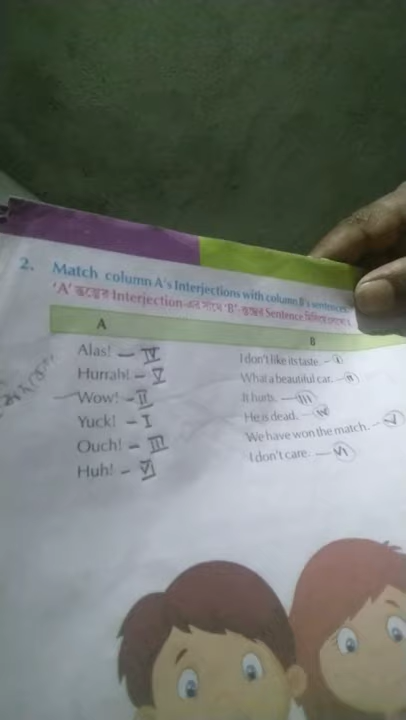 2. Match column A's Interjections with column B's sentences.
'A' স্তম্ভের Interjection-এর সাথে 'B'- স্তম্ভের Sentence মিলিয়ে লেখো।
A B
Alas! – IV I don't like its taste. – I
Hurrah! – V What a beautiful car. – II
Wow! – II It hurts. – III
Yuck! – I He is dead. – IV
Ouch! – III We have won the match. – V
Huh! – VI I don't care. – VI